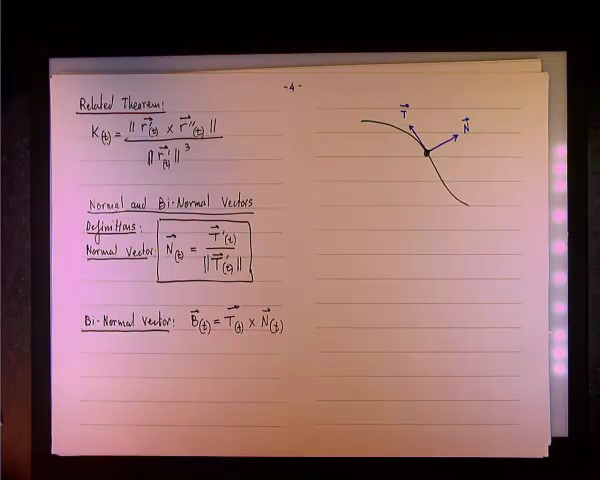 -4-
Related Theorem:
K(t) = || r⃗'(t) × r⃗''(t) || / || r⃗'(t) ||³
Normal and Bi-Normal Vectors
Definitions:
Normal Vector: N⃗(t) = T⃗'(t) / || T⃗'(t) ||
Bi-Normal Vector: B⃗(t) = T⃗(t) × N⃗(t)
T⃗
N⃗